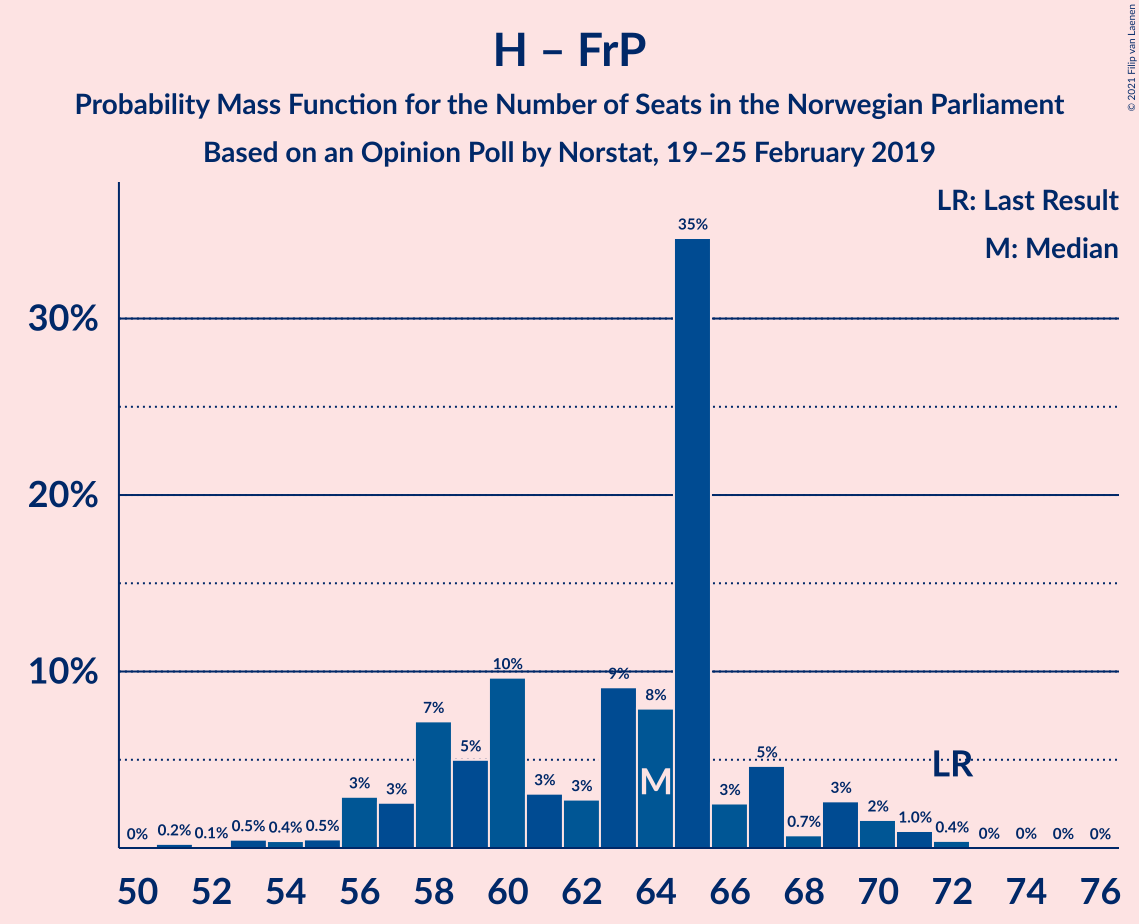 H – FrP
Probability Mass Function for the Number of Seats in the Norwegian Parliament
Based on an Opinion Poll by Norstat, 19–25 February 2019
© 2021 Filip van Laenen
LR: Last Result
M: Median
30%
20%
10%
0% 0.2% 0.1% 0.5% 0.4% 0.5% 3% 3% 7% 5% 10% 3% 3% 9% 8% 35% 3% 5% 0.7% 3% 2% 1.0% 0.4% 0% 0% 0% 0%
M
LR
50 52 54 56 58 60 62 64 66 68 70 72 74 76